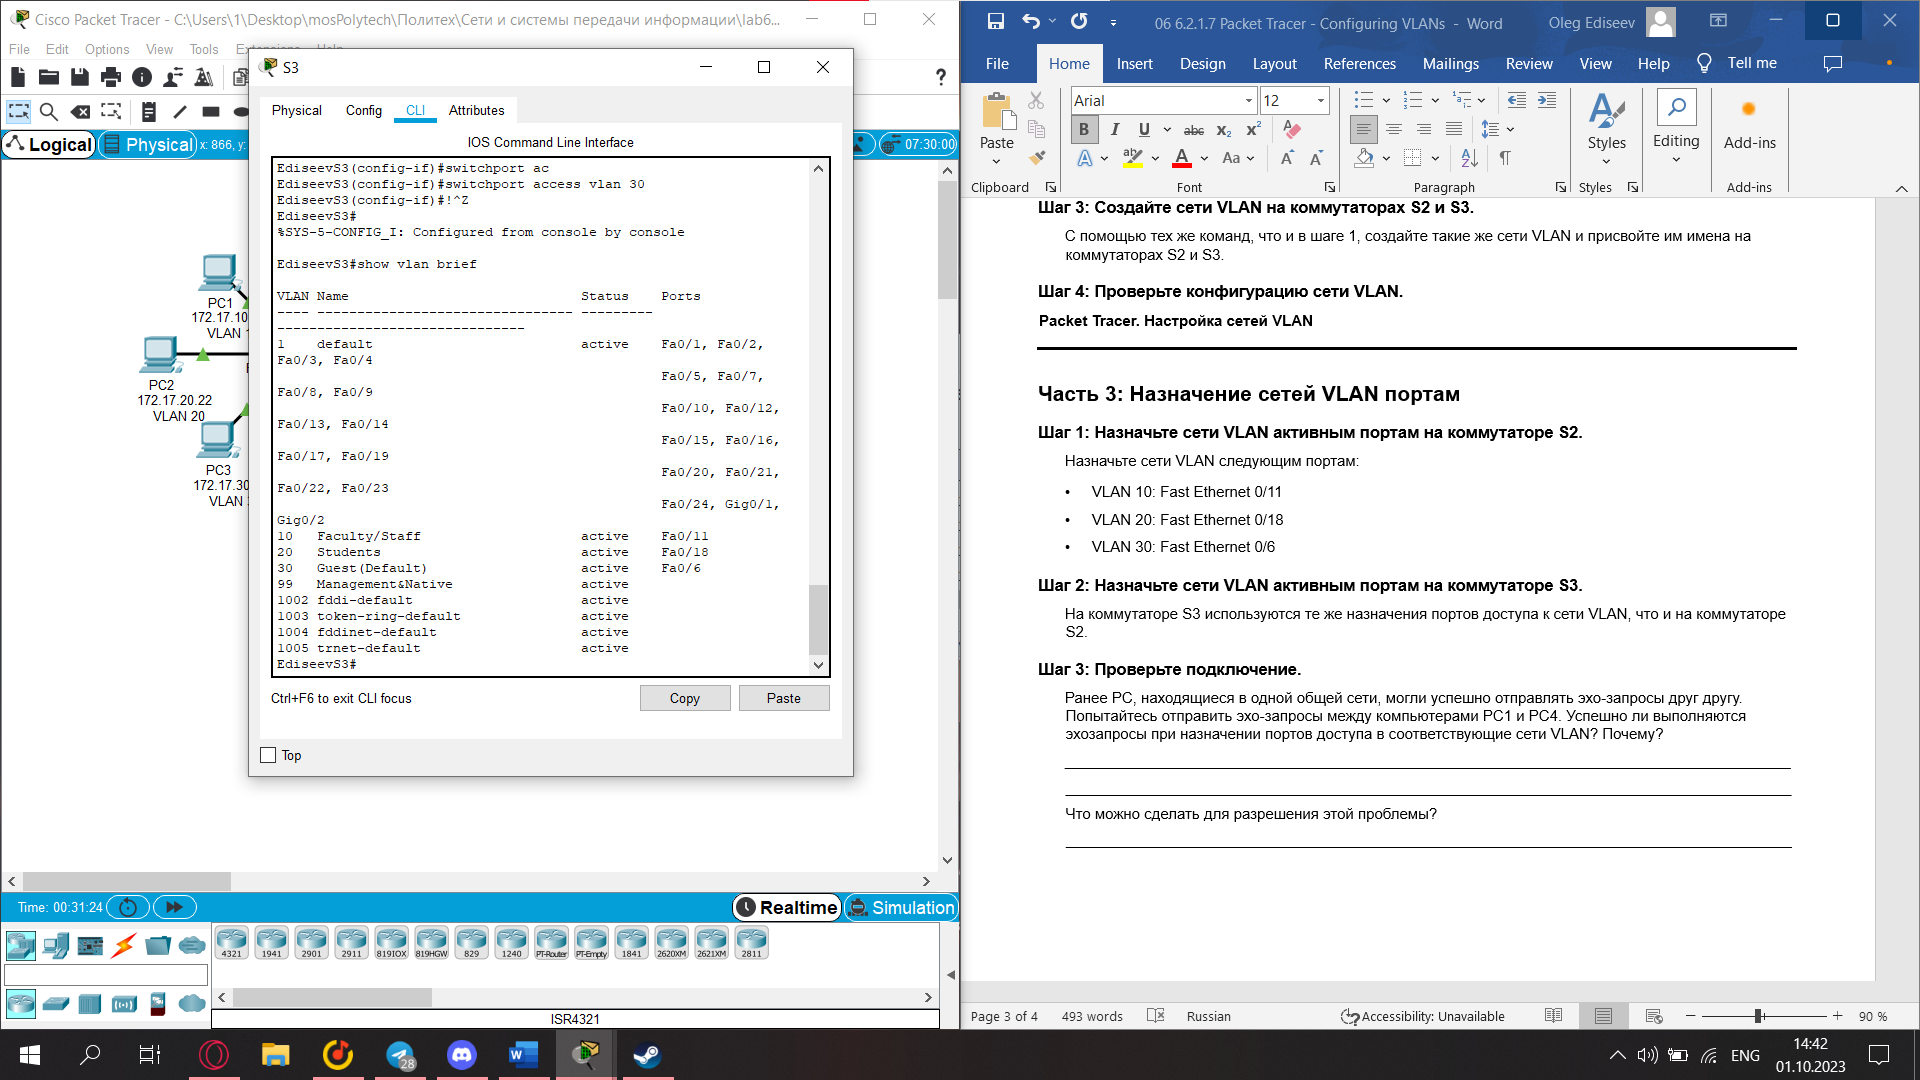 Cisco Packet Tracer - C:\Users\1\Desktop\mosPolytech\Политех\Сети и системы передачи информации\lab6...
File Edit Options View Tools Extensions Help
Logical
Physical
x: 866, y:
07:30:00
PC1
172.17.10
VLAN 1
PC2
172.17.20.22
VLAN 20
PC3
172.17.30
VLAN 3
S3
Physical Config CLI Attributes
IOS Command Line Interface
EdiseevS3(config-if)#switchport ac
EdiseevS3(config-if)#switchport access vlan 30
EdiseevS3(config-if)#!^Z
EdiseevS3#
%SYS-5-CONFIG_I: Configured from console by console
EdiseevS3#show vlan brief
VLAN Name Status Ports
---- -------------------------------- ---------
-------------------------------
1 default active Fa0/1, Fa0/2,
Fa0/3, Fa0/4
Fa0/5, Fa0/7,
Fa0/8, Fa0/9
Fa0/10, Fa0/12,
Fa0/13, Fa0/14
Fa0/15, Fa0/16,
Fa0/17, Fa0/19
Fa0/20, Fa0/21,
Fa0/22, Fa0/23
Fa0/24, Gig0/1,
Gig0/2
10 Faculty/Staff active Fa0/11
20 Students active Fa0/18
30 Guest(Default) active Fa0/6
99 Management&Native active
1002 fddi-default active
1003 token-ring-default active
1004 fddinet-default active
1005 trnet-default active
EdiseevS3#
Ctrl+F6 to exit CLI focus
Copy
Paste
Top
Time: 00:31:24
Realtime
Simulation
4321 1941 2901 2911 819IOX 819HGW 829 1240 PT-Router PT-Empty 1841 2620XM 2621XM 2811
ISR4321
06 6.2.1.7 Packet Tracer - Configuring VLANs - Word
Oleg Ediseev
File Home Insert Design Layout References Mailings Review View Help Tell me
Paste
Arial
12
B I U abc x₂ x²
A A Aa A A
Styles
Editing
Add-ins
Clipboard Font Paragraph Styles Add-ins
Шаг 3: Создайте сети VLAN на коммутаторах S2 и S3.
С помощью тех же команд, что и в шаге 1, создайте такие же сети VLAN и присвойте им имена на
коммутаторах S2 и S3.
Шаг 4: Проверьте конфигурацию сети VLAN.
Packet Tracer. Настройка сетей VLAN
Часть 3: Назначение сетей VLAN портам
Шаг 1: Назначьте сети VLAN активным портам на коммутаторе S2.
Назначьте сети VLAN следующим портам:
• VLAN 10: Fast Ethernet 0/11
• VLAN 20: Fast Ethernet 0/18
• VLAN 30: Fast Ethernet 0/6
Шаг 2: Назначьте сети VLAN активным портам на коммутаторе S3.
На коммутаторе S3 используются те же назначения портов доступа к сети VLAN, что и на коммутаторе
S2.
Шаг 3: Проверьте подключение.
Ранее PC, находящиеся в одной общей сети, могли успешно отправлять эхо-запросы друг другу.
Попытайтесь отправить эхо-запросы между компьютерами PC1 и PC4. Успешно ли выполняются
эхозапросы при назначении портов доступа в соответствующие сети VLAN? Почему?
Что можно сделать для разрешения этой проблемы?
Page 3 of 4 493 words Russian Accessibility: Unavailable 90 %
28
ENG
14:42
01.10.2023